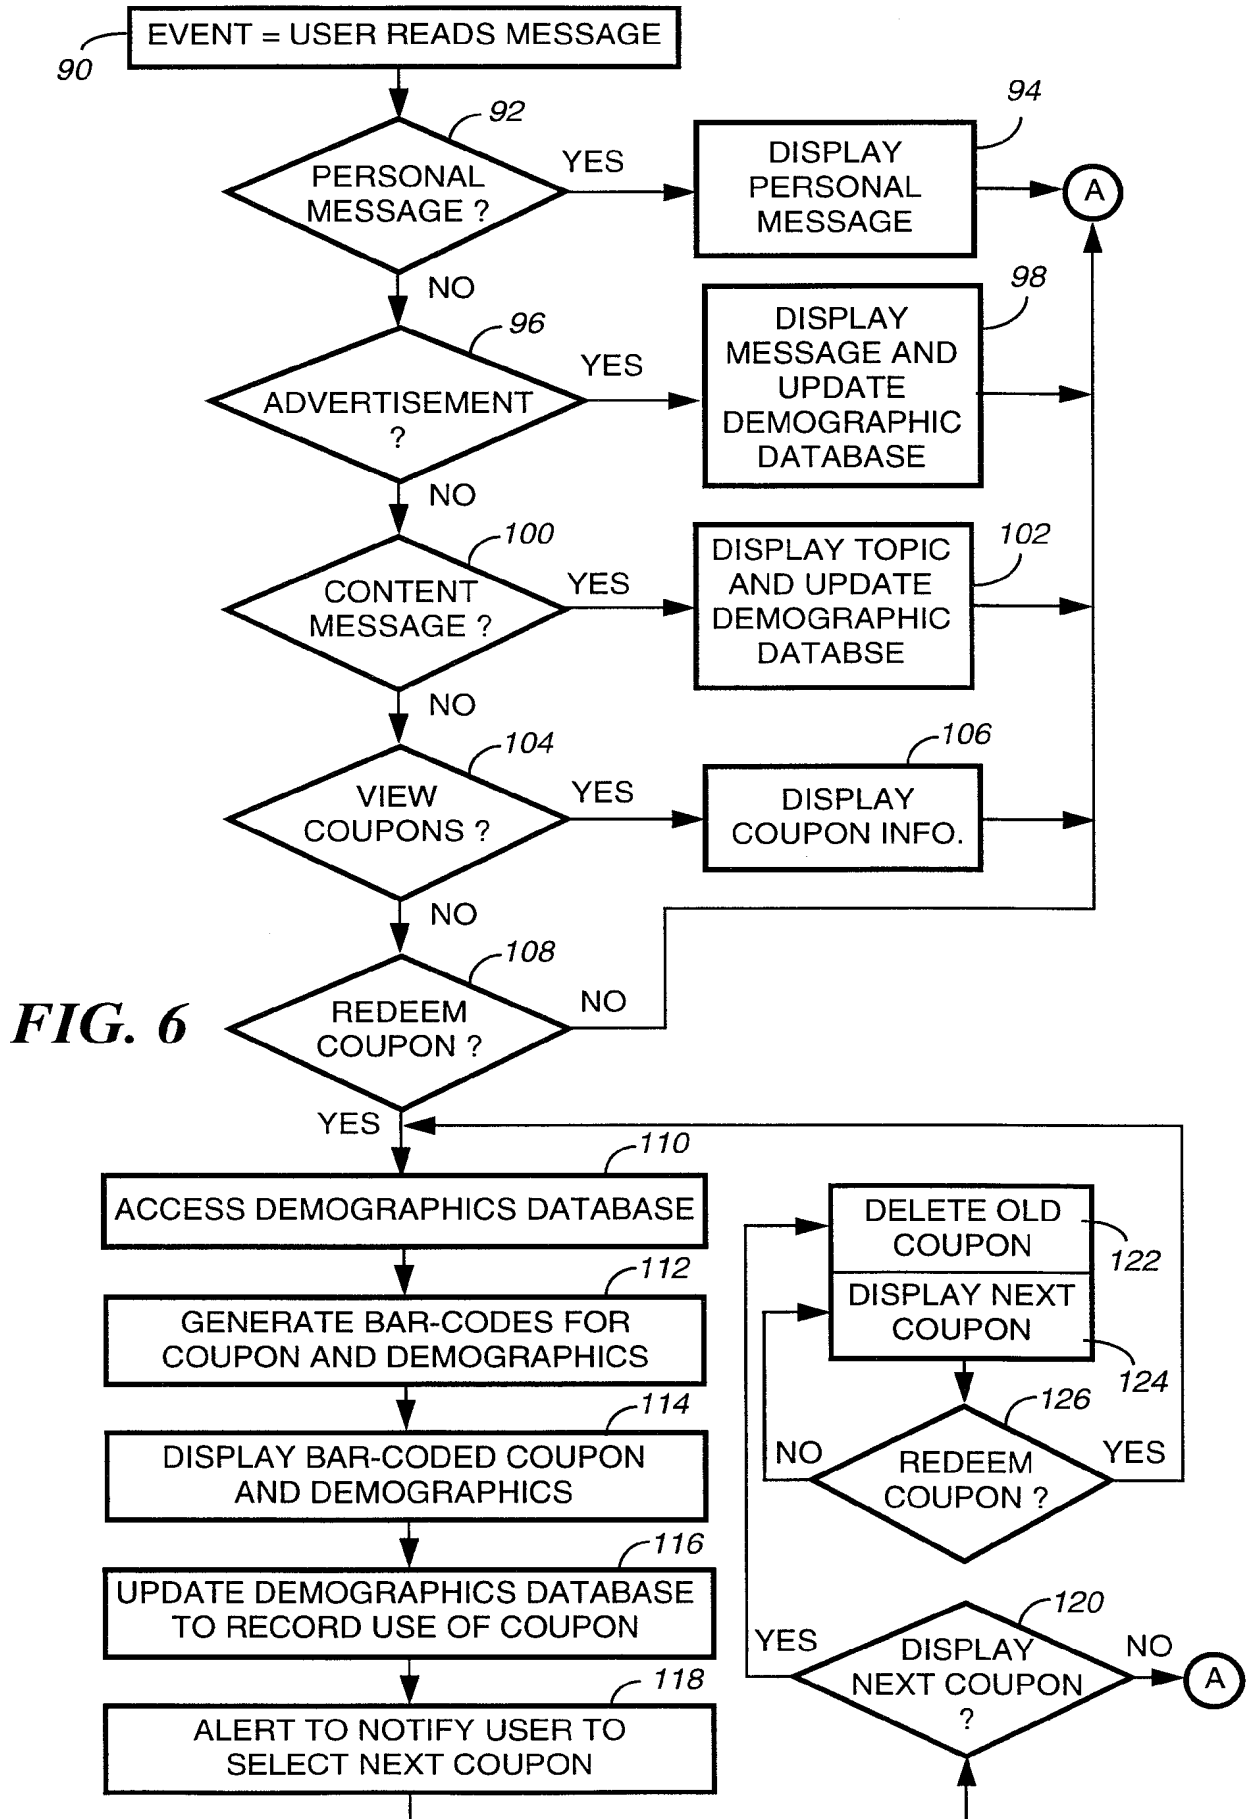 EVENT = USER READS MESSAGE
90
92
PERSONAL
MESSAGE ?
YES
94
DISPLAY
PERSONAL
MESSAGE
A
NO
96
ADVERTISEMENT
?
YES
98
DISPLAY
MESSAGE AND
UPDATE
DEMOGRAPHIC
DATABASE
NO
100
CONTENT
MESSAGE ?
YES
102
DISPLAY TOPIC
AND UPDATE
DEMOGRAPHIC
DATABSE
NO
104
VIEW
COUPONS ?
YES
106
DISPLAY
COUPON INFO.
NO
108
REDEEM
COUPON ?
NO
FIG. 6
YES
110
ACCESS DEMOGRAPHICS DATABASE
112
GENERATE BAR-CODES FOR
COUPON AND DEMOGRAPHICS
114
DISPLAY BAR-CODED COUPON
AND DEMOGRAPHICS
116
UPDATE DEMOGRAPHICS DATABASE
TO RECORD USE OF COUPON
118
ALERT TO NOTIFY USER TO
SELECT NEXT COUPON
DELETE OLD
COUPON
122
DISPLAY NEXT
COUPON
124
126
NO
REDEEM
COUPON ?
YES
120
YES
DISPLAY
NEXT COUPON
?
NO
A